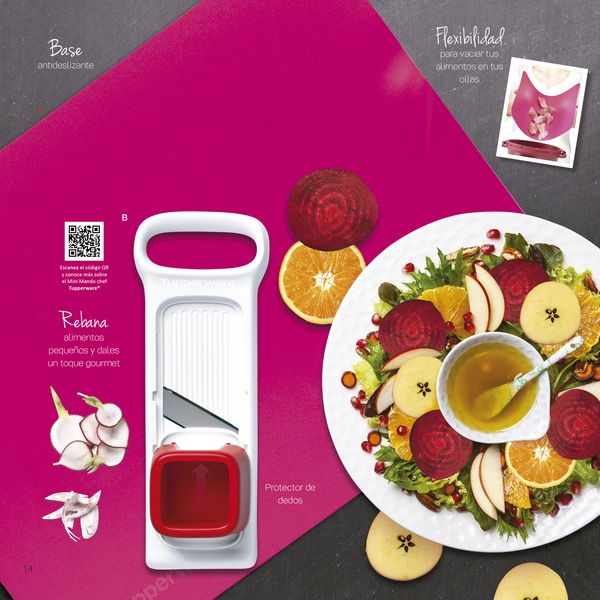 Base
antideslizante
Flexibilidad
para vaciar tus
alimentos en tus
ollas
B
Escanea el código QR
y conoce más sobre
el Mini Mando chef
Tupperware®
Tupperware
Rebana
alimentos
pequeños y dales
un toque gourmet
Protector de
dedos
14
Tupperware